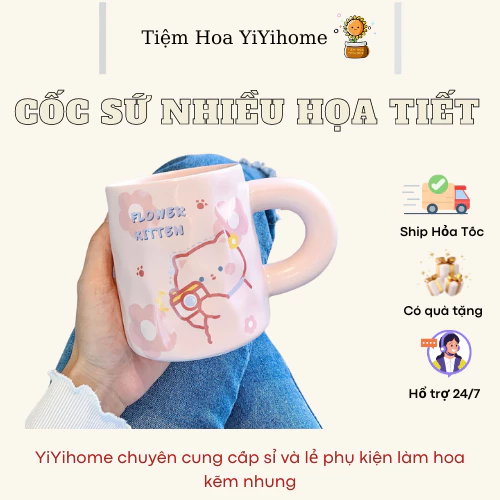 Tiệm Hoa YiYihome
CỐC SỨ NHIỀU HỌA TIẾT
FLOWER
KITTEN
Ship Hỏa Tôc
Có quà tặng
Hổ trợ 24/7
YiYihome chuyên cung cấp sỉ và lẻ phụ kiện làm hoa
kẽm nhung